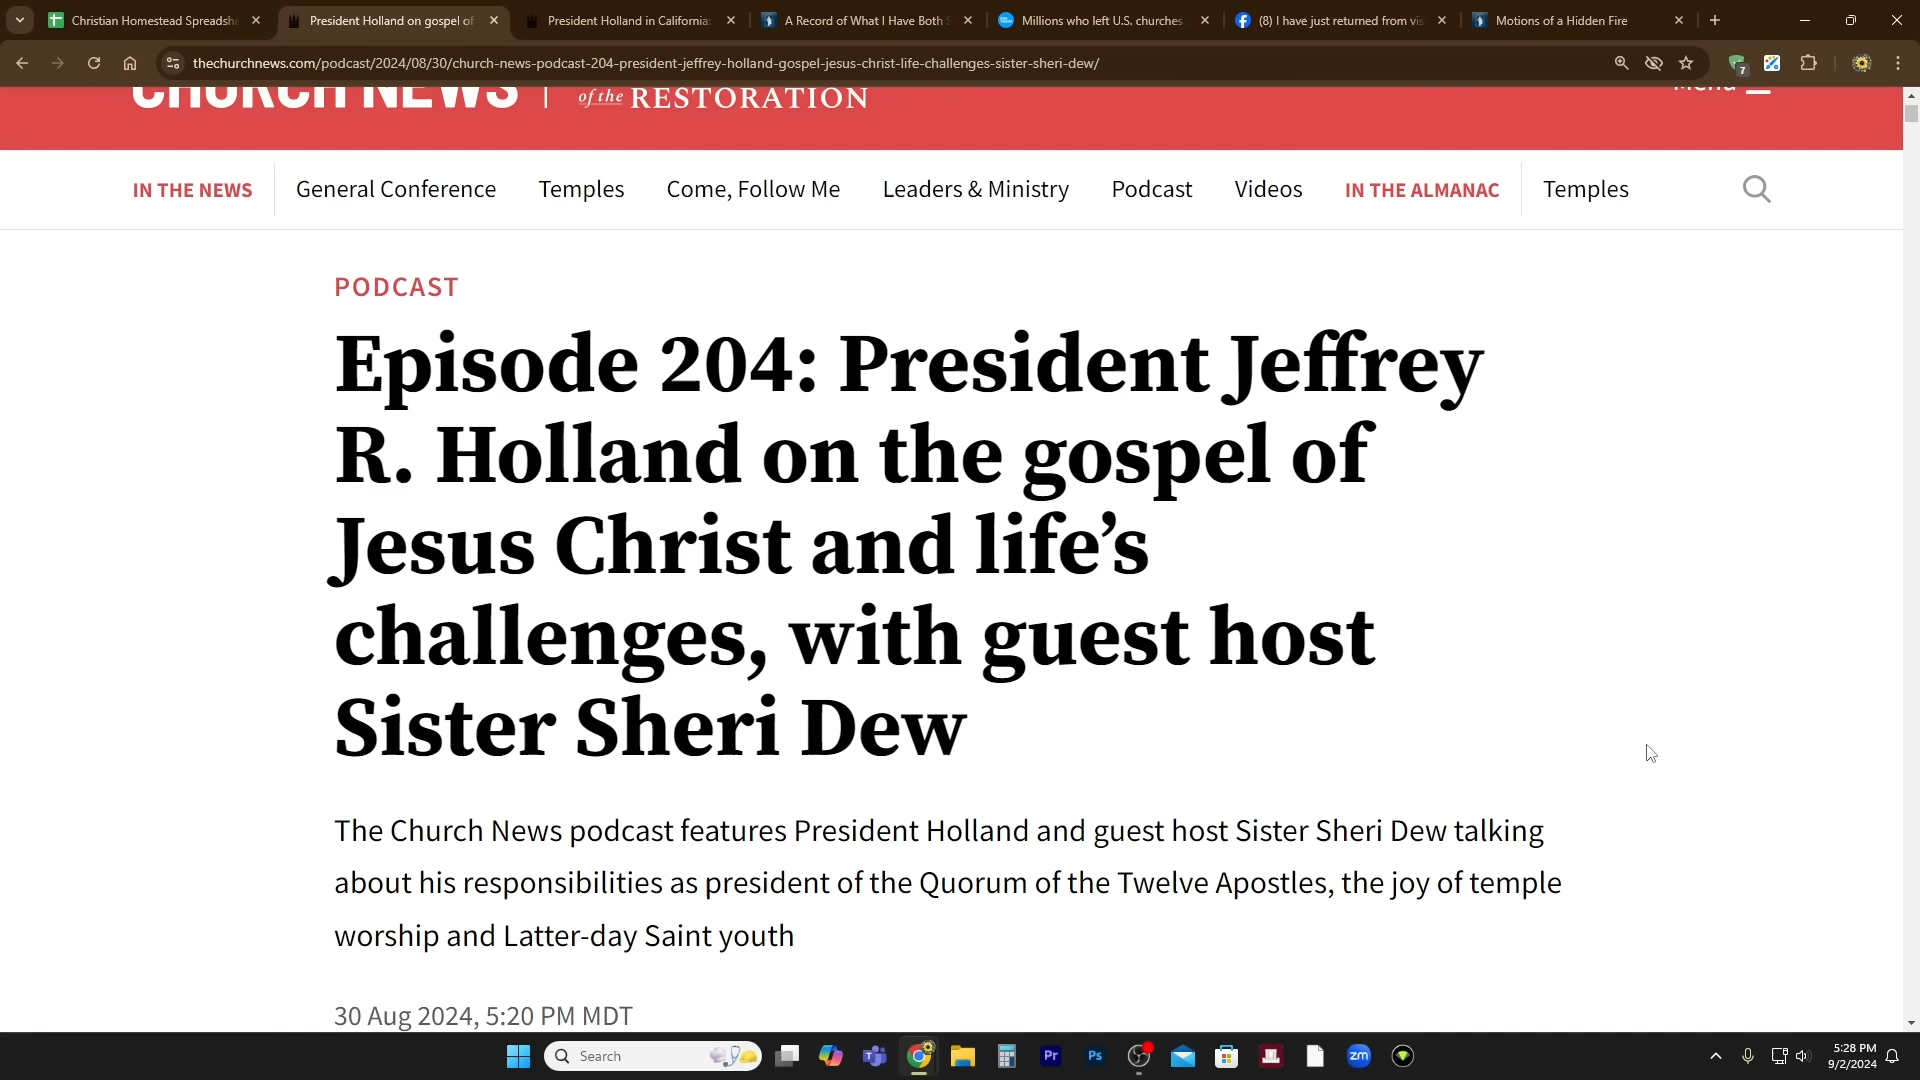 Christian Homestead Spreadshe
President Holland on gospel of
President Holland in California:
A Record of What I Have Both S
Millions who left U.S. churches
(8) I have just returned from vis
Motions of a Hidden Fire
thechurchnews.com/podcast/2024/08/30/church-news-podcast-204-president-jeffrey-holland-gospel-jesus-christ-life-challenges-sister-sheri-dew/
7
CHURCH NEWS
of the RESTORATION
Menu
IN THE NEWS
General Conference
Temples
Come, Follow Me
Leaders & Ministry
Podcast
Videos
IN THE ALMANAC
Temples
PODCAST
Episode 204: President Jeffrey
R. Holland on the gospel of
Jesus Christ and life’s
challenges, with guest host
Sister Sheri Dew
The Church News podcast features President Holland and guest host Sister Sheri Dew talking
about his responsibilities as president of the Quorum of the Twelve Apostles, the joy of temple
worship and Latter-day Saint youth
30 Aug 2024, 5:20 PM MDT
Search
Pr
Ps
zm
5:28 PM
9/2/2024